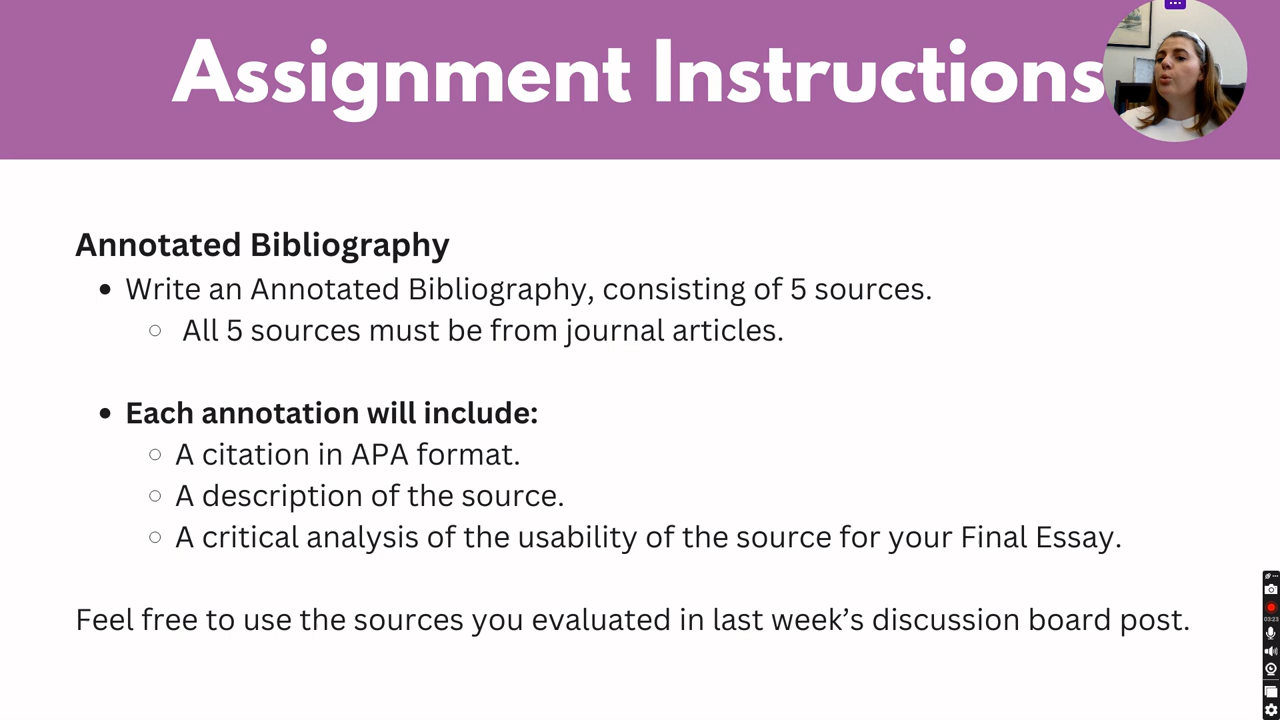 Assignment Instructions
Annotated Bibliography
• Write an Annotated Bibliography, consisting of 5 sources.
○ All 5 sources must be from journal articles.
• Each annotation will include:
○ A citation in APA format.
○ A description of the source.
○ A critical analysis of the usability of the source for your Final Essay.
Feel free to use the sources you evaluated in last week’s discussion board post.
03:23